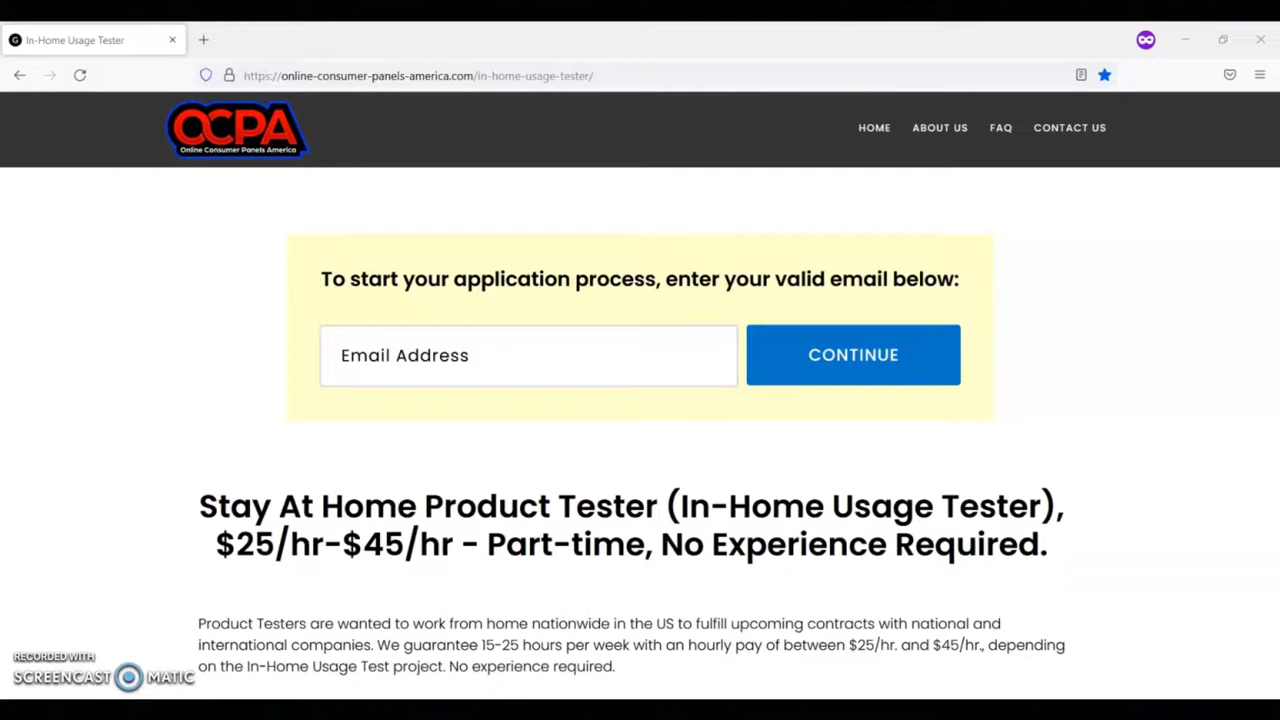 In-Home Usage Tester
https://online-consumer-panels-america.com/in-home-usage-tester/
OCPA
Online Consumer Panels America
HOME ABOUT US FAQ CONTACT US
To start your application process, enter your valid email below:
Email Address
CONTINUE
Stay At Home Product Tester (In-Home Usage Tester),
$25/hr-$45/hr - Part-time, No Experience Required.
Product Testers are wanted to work from home nationwide in the US to fulfill upcoming contracts with national and
international companies. We guarantee 15-25 hours per week with an hourly pay of between $25/hr. and $45/hr., depending
on the In-Home Usage Test project. No experience required.
RECORDED WITH
SCREENCAST MATIC